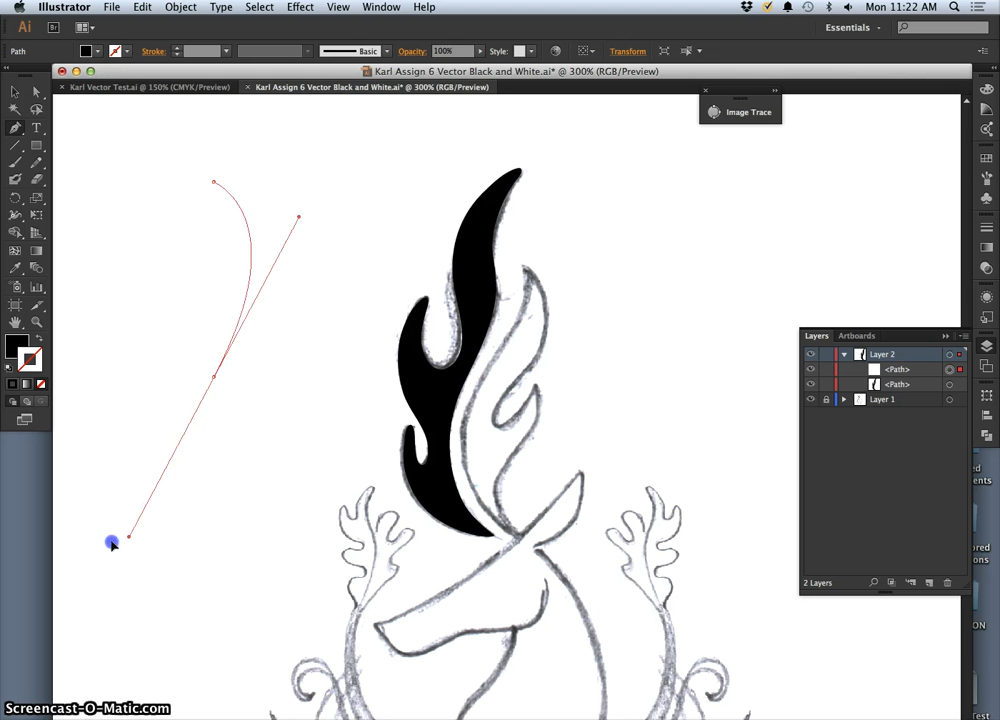 Illustrator File Edit Object Type Select Effect View Window Help Mon 11:22 AM
Ai Br Essentials
Path Stroke: Basic Opacity: 100% Style: Transform
Karl Assign 6 Vector Black and White.ai* @ 300% (RGB/Preview)
× Karl Vector Test.ai @ 150% (CMYK/Preview) × Karl Assign 6 Vector Black and White.ai* @ 300% (RGB/Preview)
Image Trace
Layers Artboards
Layer 2
<Path>
<Path>
Layer 1
2 Layers
Screencast-O-Matic.com